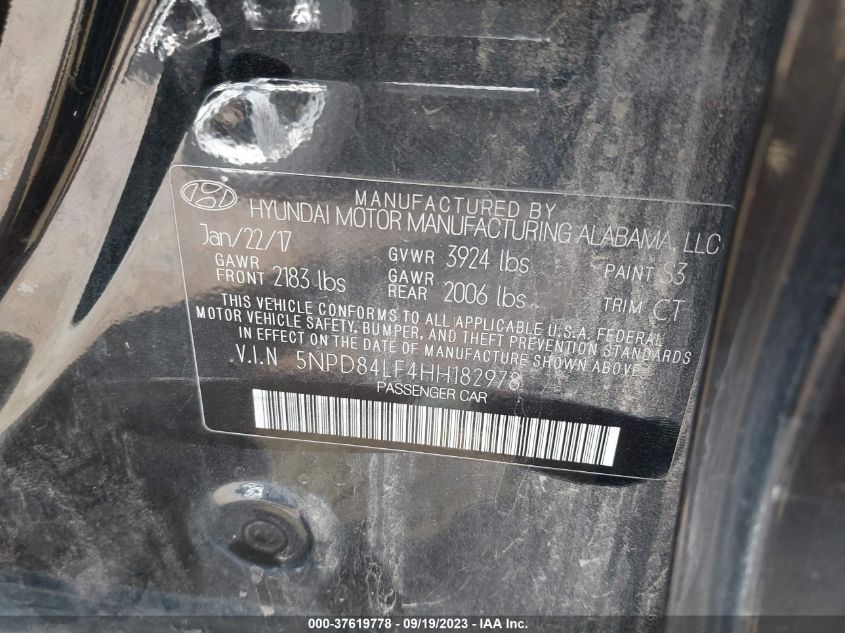 MANUFACTURED BY
HYUNDAI MOTOR MANUFACTURING ALABAMA, LLC
Jan/22/17 GVWR 3924 lbs PAINT S3
GAWR FRONT 2183 lbs GAWR REAR 2006 lbs TRIM CT
THIS VEHICLE CONFORMS TO ALL APPLICABLE U.S.A. FEDERAL
MOTOR VEHICLE SAFETY, BUMPER, AND THEFT PREVENTION STANDARDS
IN EFFECT ON THE DATE OF MANUFACTURE SHOWN ABOVE
V.I.N 5NPD84LF4HH182978
PASSENGER CAR
000-37619778 - 09/19/2023 - IAA, Inc.